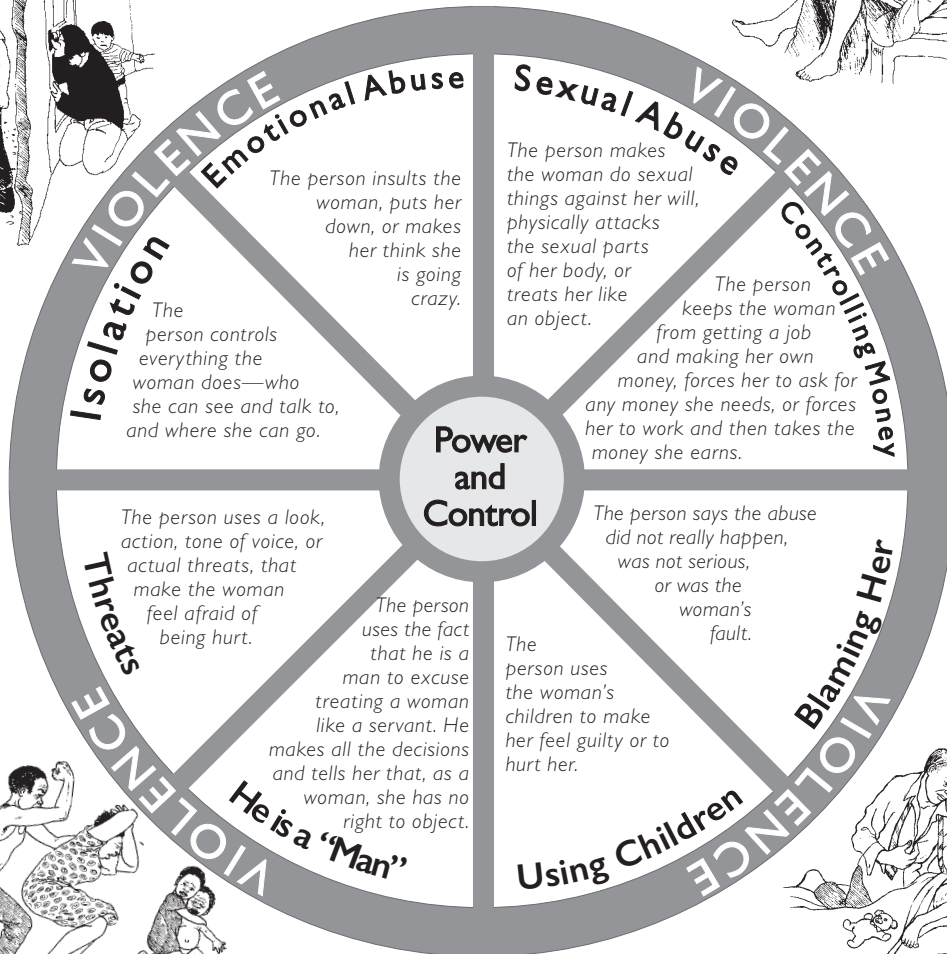 VIOLENCE
VIOLENCE
VIOLENCE
VIOLENCE
Power
and
Control
Emotional Abuse
The person insults the
woman, puts her
down, or makes
her think she
is going
crazy.
Sexual Abuse
The person makes
the woman do sexual
things against her will,
physically attacks
the sexual parts
of her body, or
treats her like
an object.
Controlling Money
The person
keeps the woman
from getting a job
and making her own
money, forces her to ask for
any money she needs, or forces
her to work and then takes the
money she earns.
Blaming Her
The person says the abuse
did not really happen,
was not serious,
or was the
woman's
fault.
Using Children
The
person uses
the woman's
children to make
her feel guilty or to
hurt her.
He is a “Man”
The person
uses the fact
that he is a
man to excuse
treating a woman
like a servant. He
makes all the decisions
and tells her that, as a
woman, she has no
right to object.
Threats
The person uses a look,
action, tone of voice, or
actual threats, that
make the woman
feel afraid of
being hurt.
Isolation
The
person controls
everything the
woman does—who
she can see and talk to,
and where she can go.